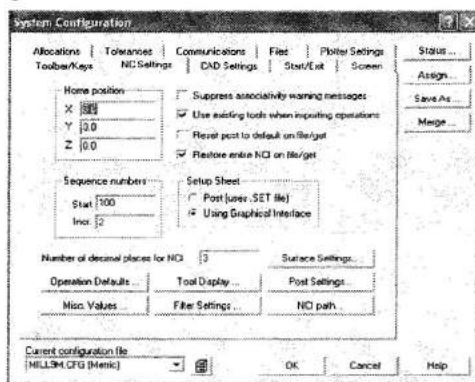 System Configuration
Allocations Tolerances Communications Files Plotter Settings
Toolbar/Keys NC Settings CAD Settings Start/Exit Screen
Status ...
Assign...
Save As ...
Merge ...
Home position
X
Y 0.0
Z 0.0
Suppress associativity warning messages
Use existing tools when importing operations
Reset post to default on file/get
Restore entire NCI on file/get
Sequence numbers
Start 100
Incr. 2
Setup Sheet
Post (uses .SET file)
Using Graphical Interface
Number of decimal places for NCI 3
Surface Settings...
Operation Defaults ... Tool Display ... Post Settings ...
Misc. Values ... Filter Settings ... NCI path...
Current configuration file
MILL9M.CFG (Metric)
OK Cancel Help